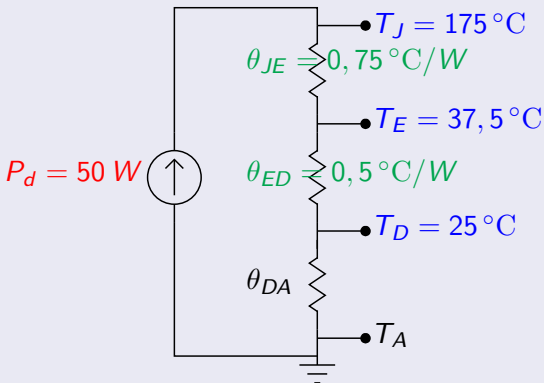 T_J = 175 °C
θ_JE = 0, 75 °C/W
T_E = 37, 5 °C
P_d = 50 W
θ_ED = 0, 5 °C/W
T_D = 25 °C
θ_DA
T_A